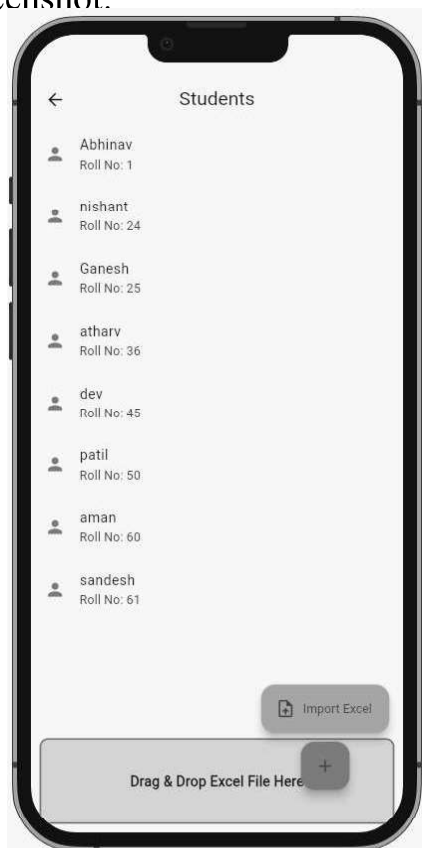 Students
Abhinav
Roll No: 1
nishant
Roll No: 24
Ganesh
Roll No: 25
atharv
Roll No: 36
dev
Roll No: 45
patil
Roll No: 50
aman
Roll No: 60
sandesh
Roll No: 61
Import Excel
+
Drag & Drop Excel File Here